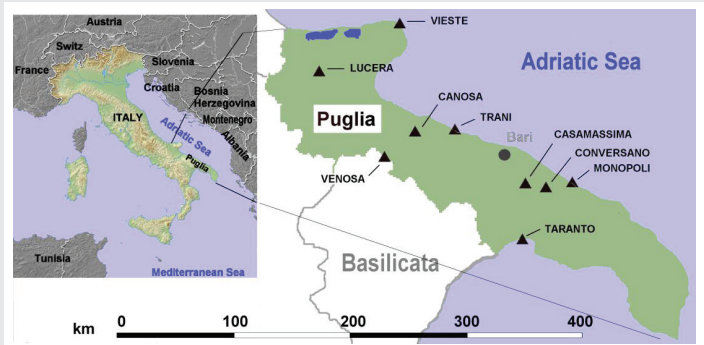 Austria
Switz
Slovenia
France
Croatia
Bosnia
Herzegovina
Montenegro
ITALY
Adriatic Sea
Albania
Puglia
Tunisia
Mediterranean Sea
VIESTE
LUCERA
Adriatic Sea
CANOSA
Puglia
TRANI
Bari
CASAMASSIMA
CONVERSANO
MONOPOLI
VENOSA
TARANTO
Basilicata
km
0
100
200
300
400